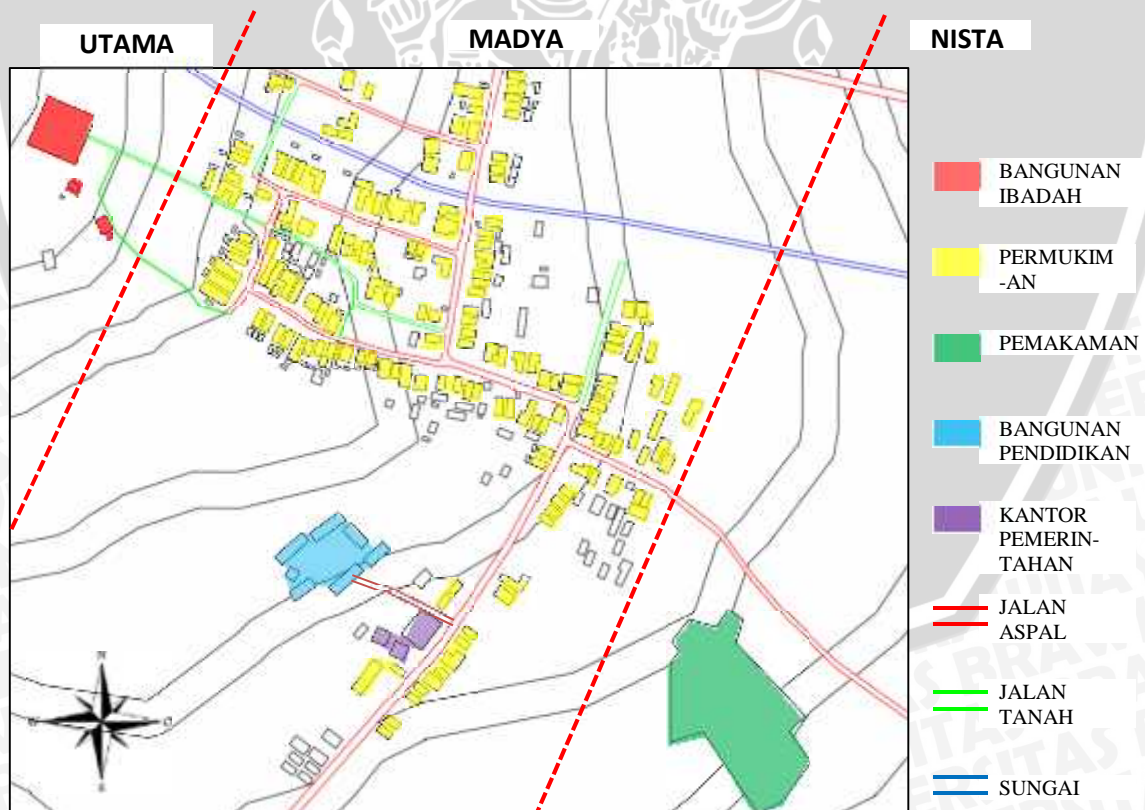 UTAMA
MADYA
NISTA
BANGUNAN
IBADAH
PERMUKIM
-AN
PEMAKAMAN
BANGUNAN
PENDIDIKAN
KANTOR
PEMERIN-
TAHAN
JALAN
ASPAL
JALAN
TANAH
SUNGAI